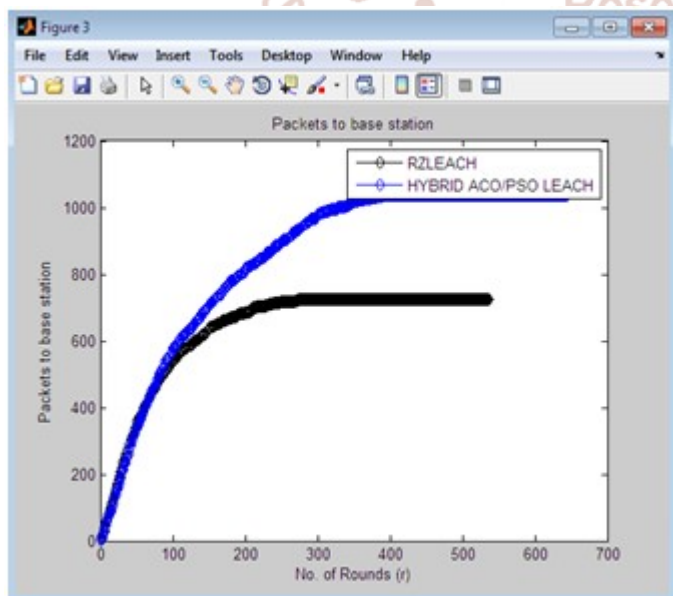 Figure 3
File Edit View Insert Tools Desktop Window Help
Packets to base station
1200
1000
800
600
400
200
0
Packets to base station
RZLEACH
HYBRID ACO/PSO LEACH
0 100 200 300 400 500 600 700
No. of Rounds (r)